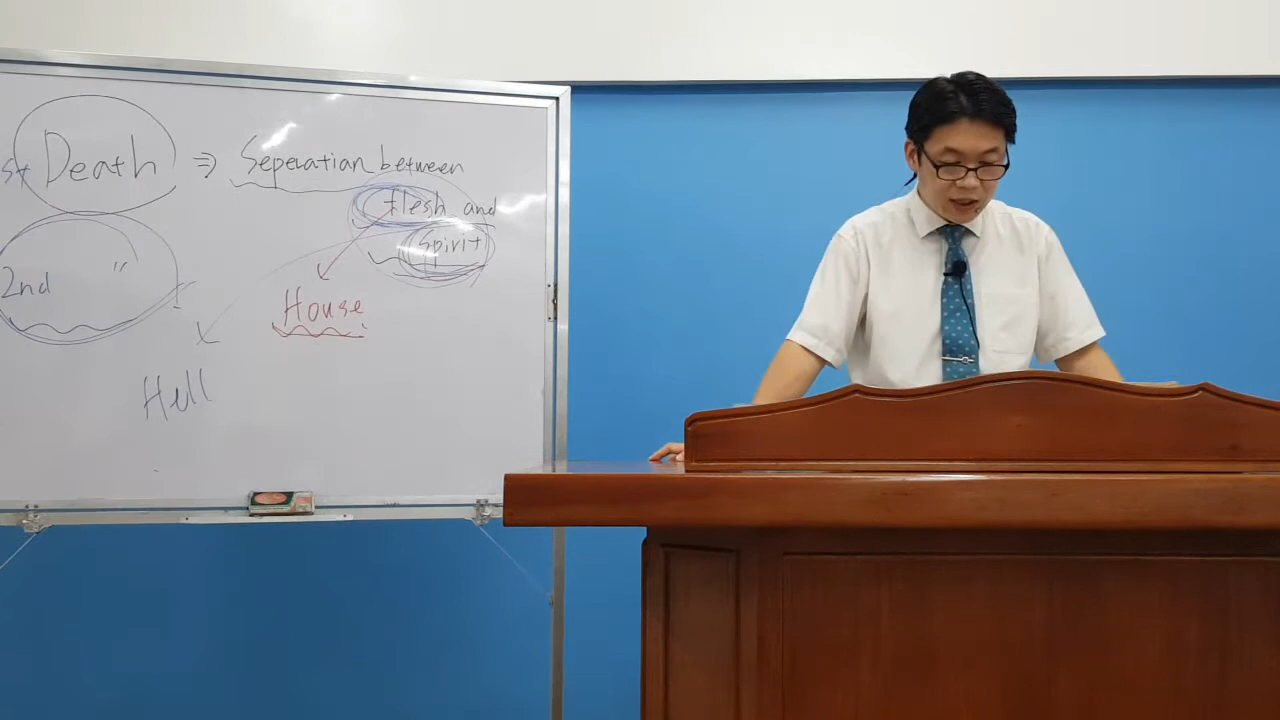 st Death ⇒ Seperation between
flesh and
Spirit
2nd "
House
Hell